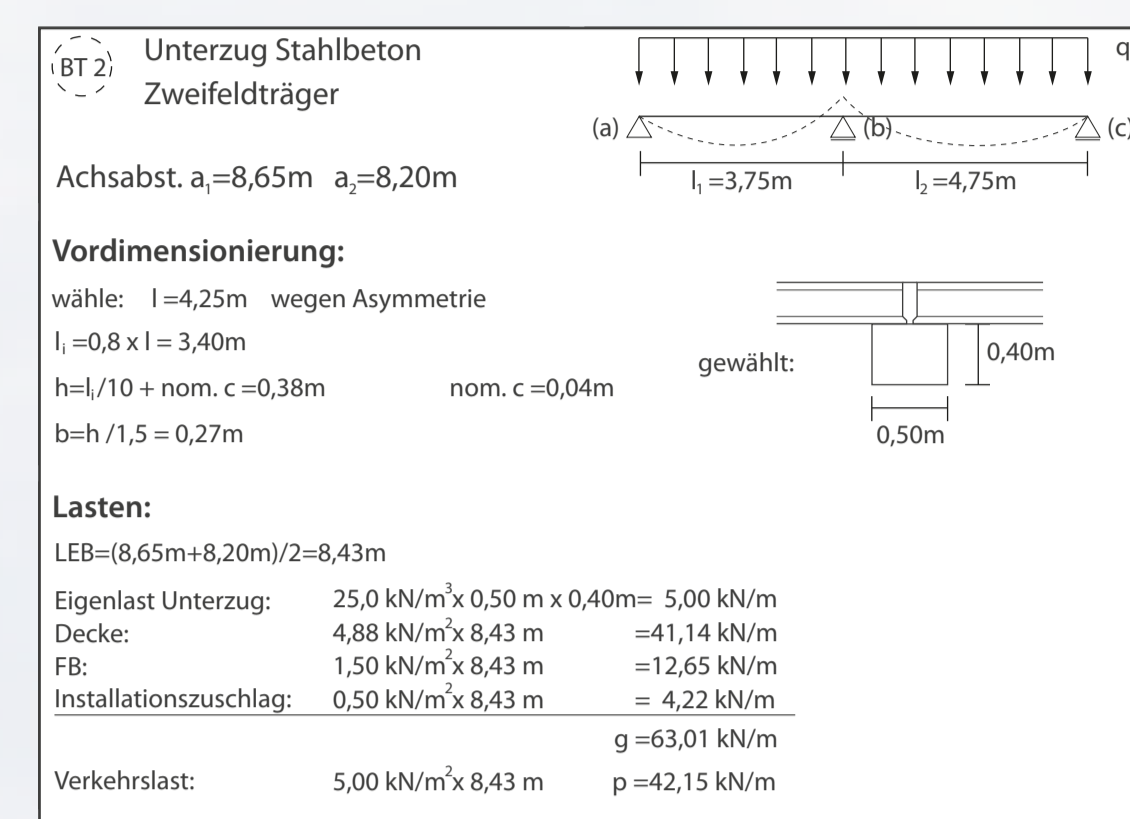 BT 2
Unterzug Stahlbeton
Zweifeldträger
q
(a)
(b)
(c)
l₁ =3,75m
l₂ =4,75m
Achsabst. a₁=8,65m a₂=8,20m
Vordimensionierung:
wähle: l =4,25m wegen Asymmetrie
lᵢ =0,8 x l = 3,40m
h=lᵢ/10 + nom. c =0,38m nom. c =0,04m
b=h /1,5 = 0,27m
gewählt:
0,40m
0,50m
Lasten:
LEB=(8,65m+8,20m)/2=8,43m
Eigenlast Unterzug: 25,0 kN/m³x 0,50 m x 0,40m= 5,00 kN/m
Decke: 4,88 kN/m²x 8,43 m =41,14 kN/m
FB: 1,50 kN/m²x 8,43 m =12,65 kN/m
Installationszuschlag: 0,50 kN/m²x 8,43 m = 4,22 kN/m
g =63,01 kN/m
Verkehrslast: 5,00 kN/m²x 8,43 m p =42,15 kN/m